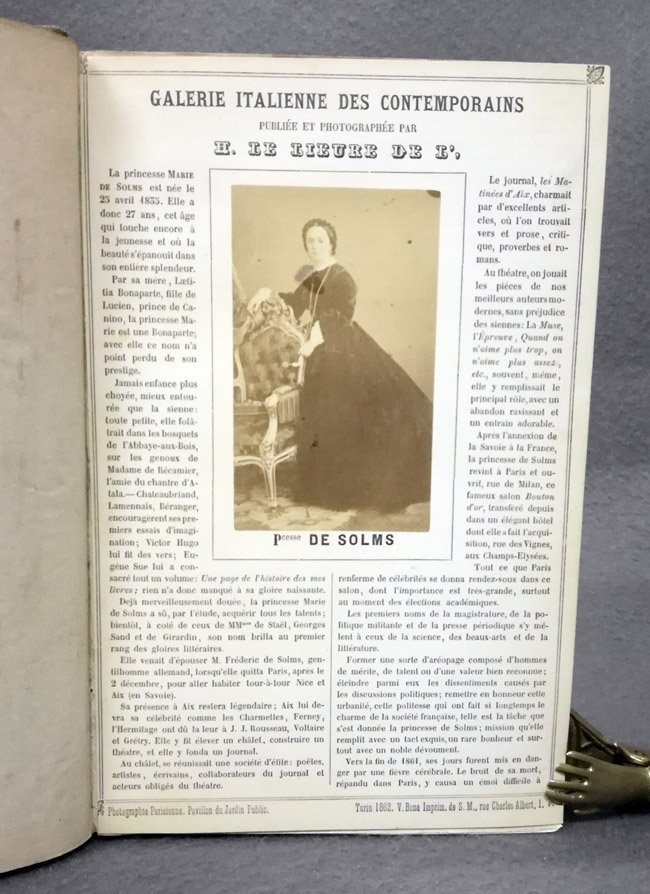 GALERIE ITALIENNE DES CONTEMPORAINS
PUBLIÉE ET PHOTOGRAPHIÉE PAR
H. LE LIEURE DE L',
La princesse MARIE
DE SOLMS est née le
25 avril 1835. Elle a
donc 27 ans, cet âge
qui touche encore à
la jeunesse et où la
beauté s'épanouit dans
son entière splendeur.
Par sa mère, Læti-
tia Bonaparte, fille de
Lucien, prince de Ca-
nino, la princesse Ma-
rie est une Bonaparte;
avec elle ce nom n'a
point perdu de son
prestige.
Jamais enfance plus
choyée, mieux entou-
rée que la sienne:
toute petite, elle folâ-
trait dans les bosquets
de l'Abbaye-aux-Bois,
sur les genoux de
Madame de Récamier,
l'amie du chantre d'A-
tala.— Chateaubriand,
Lamennais, Béranger,
encouragèrent ses pre-
miers essais d'imagi-
nation; Victor Hugo
lui fit des vers; Eu-
gène Sue lui a con-
sacré tout un volume: Une page de l'histoire des mes
livres; rien n'a donc manqué à sa gloire naissante.
Dejà merveilleusement douée, la princesse Marie
de Solms a sû, par l'étude, acquérir tous les talents;
bientôt, à coté de ceux de MMmes de Staël, Georges
Sand et de Girardin, son nom brilla au premier
rang des gloires littéraires.
Elle venait d'épouser M. Fréderic de Solms, gen-
tilhomme allemand, lorsqu'elle quitta Paris, après le
2 décembre, pour aller habiter tour-à-tour Nice et
Aix (en Savoie).
Sa présence à Aix restera légendaire; Aix lui de-
vra sa célébrité comme les Charmettes, Ferney,
l'Hermitage ont dû la leur à J. J. Rousseau, Voltaire
et Grétry. Elle y fit élever un châlet, construire un
théatre, et elle y fonda un journal.
Au châlet, se réunissait une société d'élite: poëtes,
artistes, écrivains, collaborateurs du journal et
acteurs obligés du théatre.
Pcesse DE SOLMS
Le journal, les Ma-
tinées d'Aix, charmait
par d'excellents arti-
cles, où l'on trouvait
vers et prose, criti-
que, proverbes et ro-
mans.
Au théatre, on jouait
les pièces de nos
meilleurs auteurs mo-
dernes, sans préjudice
des siennes: La Muse,
l'Épreuve, Quand on
n'aime plus trop, on
n'aime plus assez,
etc., souvent, même,
elle y remplissait le
principal rôle, avec un
abandon ravissant et
un entrain adorable.
Après l'annexion de
la Savoie à la France,
la princesse de Solms
revint à Paris et ou-
vrit, rue de Milan, ce
fameux salon Bouton
d'or, transféré depuis
dans un élégant hôtel
dont elle a fait l'acqui-
sition, rue des Vignes,
aux Champs-Elysées.
Tout ce que Paris
renferme de célébrités se donna rendez-vous dans ce
salon, dont l'importance est très-grande, surtout
au moment des élections académiques.
Les premiers noms de la magistrature, de la po-
litique militante et de la presse périodique s'y mê-
lent à ceux de la science, des beaux-arts et de la
littérature.
Former une sorte d'aréopage composé d'hommes
de mérite, de talent ou d'une valeur bien reconnue;
éteindre parmi eux les dissentiments causés par
les discussions politiques; remettre en honneur celle
urbanité, cette politesse qui ont fait si longtemps le
charme de la société française, telle est la tâche que
s'est donnée la princesse de Solms; mission qu'elle
remplit avec un tact exquis, un rare bonheur et sur-
tout avec un noble dévoument.
Vers la fin de 1861, ses jours furent mis en dan-
ger par une fièvre cérébrale. Le bruit de sa mort,
répandu dans Paris, y causa un émoi difficile à
Photographie Parisienne. Pavillon du Jardin Public.
Turin 1862. V. Bona Imprim. de S. M., rue Charles Albert, 1.